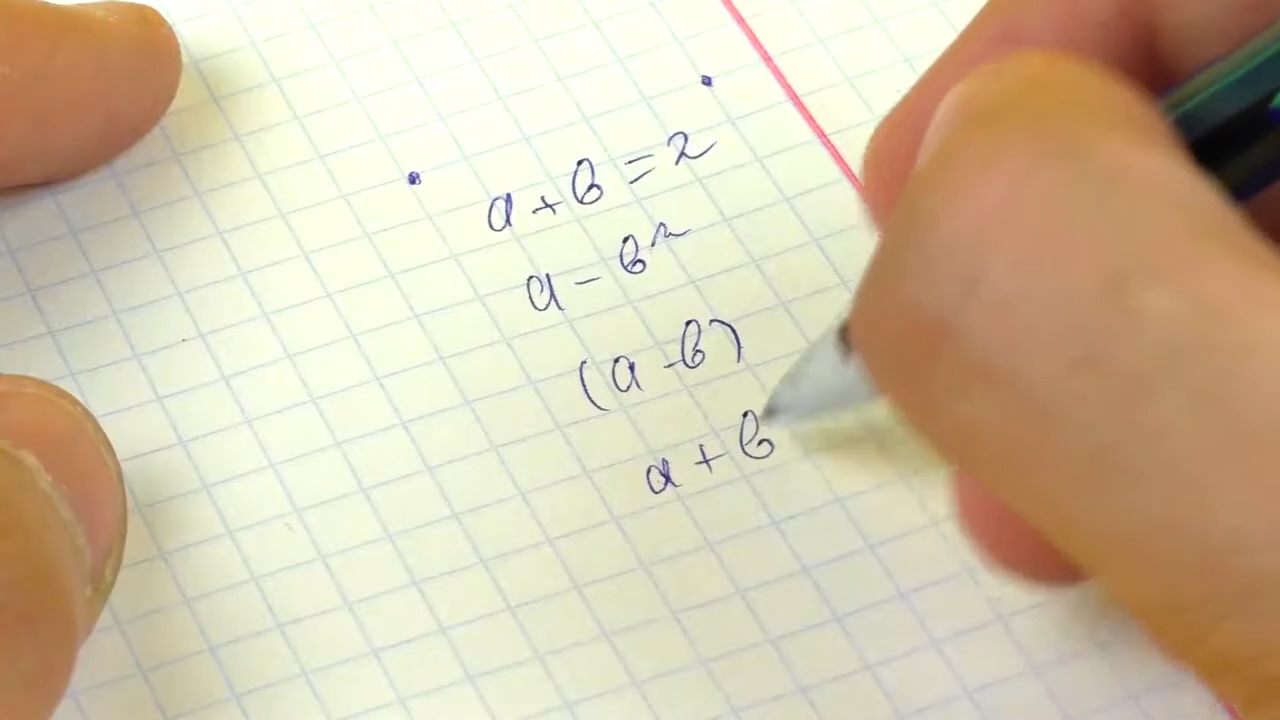 a + b = 2
a - b²
(a - b)
a + b